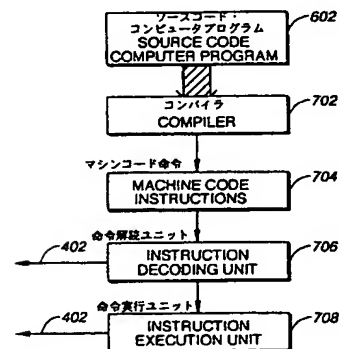 ソースコード：
コンピュータプログラム
SOURCE CODE
COMPUTER PROGRAM
602
コンパイラ
COMPILER
702
マシンコード命令
MACHINE CODE
INSTRUCTIONS
704
命令解読ユニット
402
INSTRUCTION
DECODING UNIT
706
命令実行ユニット
402
INSTRUCTION
EXECUTION UNIT
708